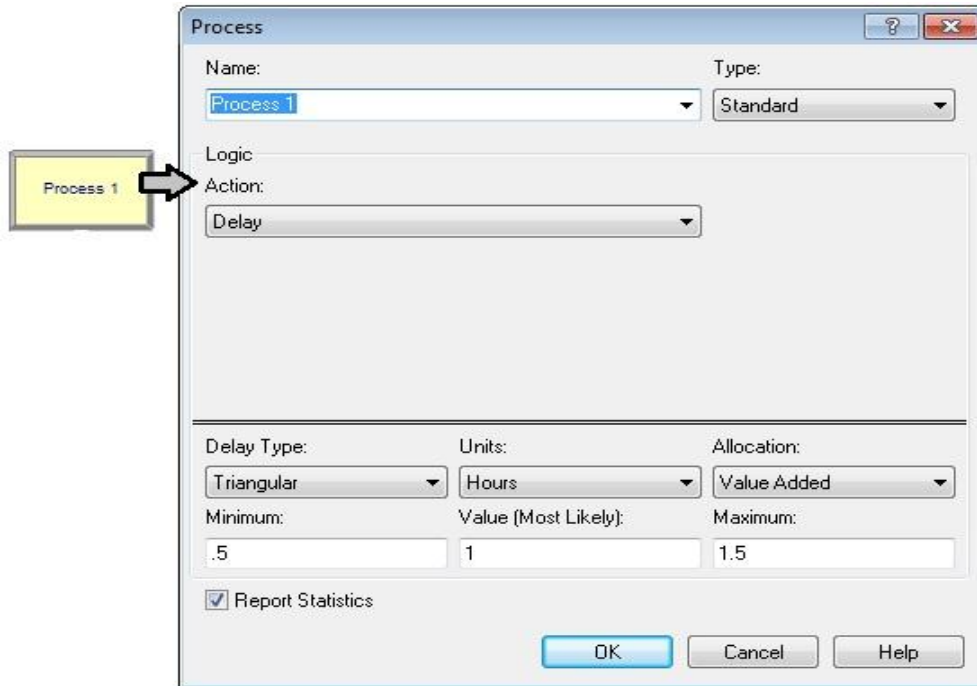 Process
Name:
Type:
Process 1
Standard
Logic
Process 1
Action:
Delay
Delay Type:
Units:
Allocation:
Triangular
Hours
Value Added
Minimum:
Value (Most Likely):
Maximum:
.5
1
1.5
Report Statistics
OK
Cancel
Help